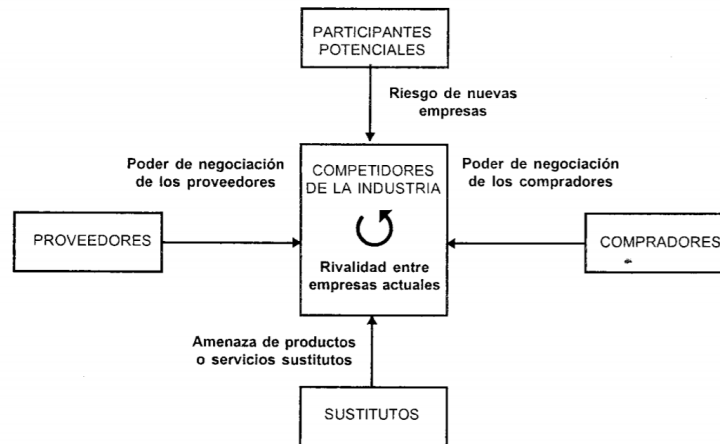 PARTICIPANTES
POTENCIALES
Riesgo de nuevas
empresas
Poder de negociación
de los proveedores
COMPETIDORES
DE LA INDUSTRIA
Poder de negociación
de los compradores
PROVEEDORES
Rivalidad entre
empresas actuales
COMPRADORES
Amenaza de productos
o servicios sustitutos
SUSTITUTOS